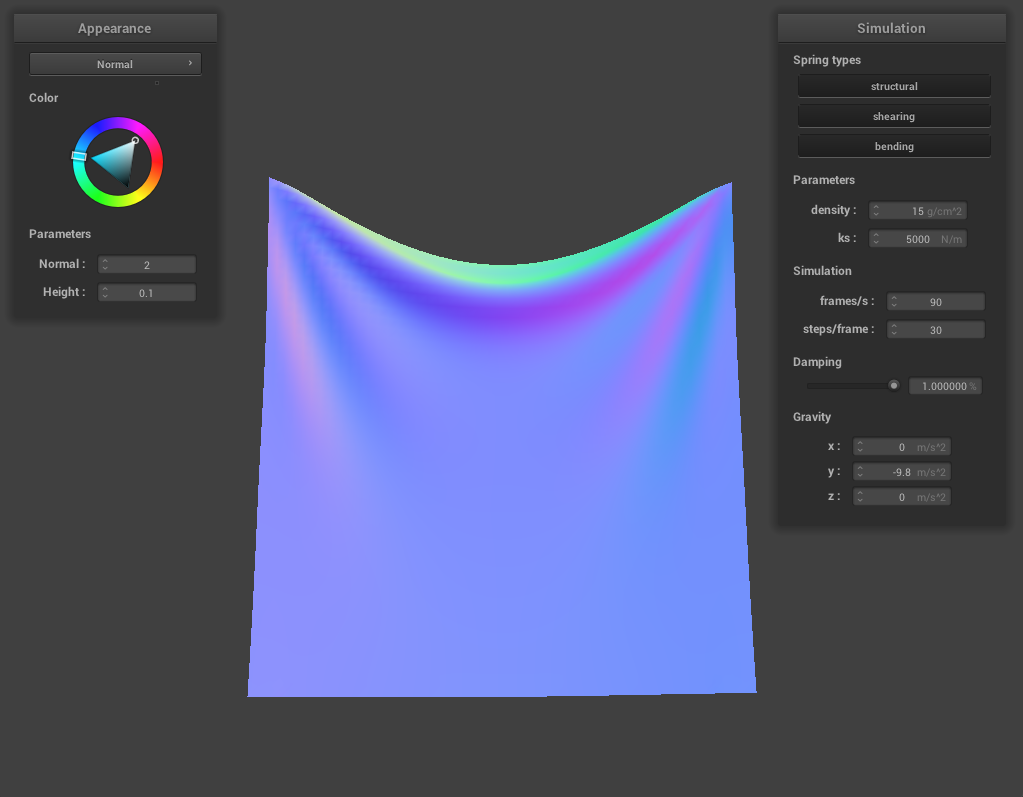 Appearance
Normal
Color
Parameters
Normal : 2
Height : 0.1
Simulation
Spring types
structural
shearing
bending
Parameters
density : 15 g/cm^2
ks : 5000 N/m
Simulation
frames/s : 90
steps/frame : 30
Damping
1.000000 %
Gravity
x : 0 m/s^2
y : -9.8 m/s^2
z : 0 m/s^2